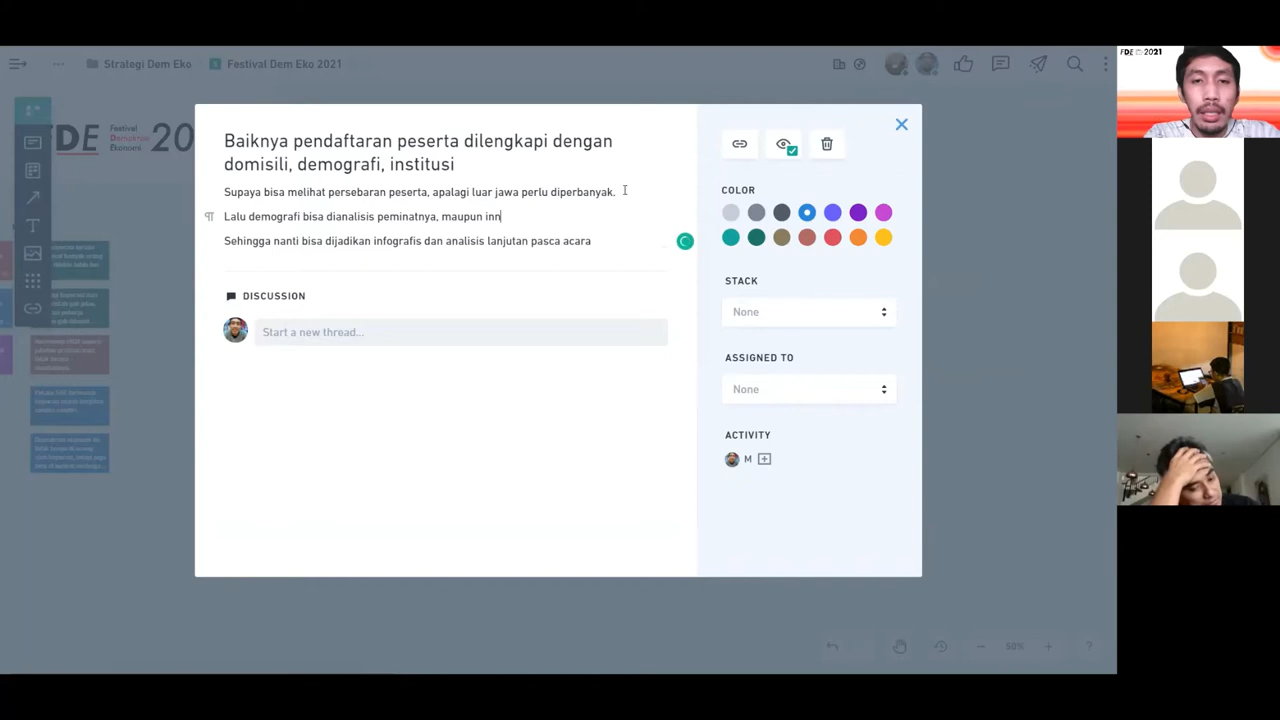 Strategi Dem Eko
Festival Dem Eko 2021
FDE Festival Demokrasi Ekonomi 20
FDE 2021
Baiknya pendaftaran peserta dilengkapi dengan
domisili, demografi, institusi
Supaya bisa melihat persebaran peserta, apalagi luar jawa perlu diperbanyak.
Lalu demografi bisa dianalisis peminatnya, maupun inn
Sehingga nanti bisa dijadikan infografis dan analisis lanjutan pasca acara
DISCUSSION
Start a new thread...
COLOR
STACK
None
ASSIGNED TO
None
ACTIVITY
M
50%